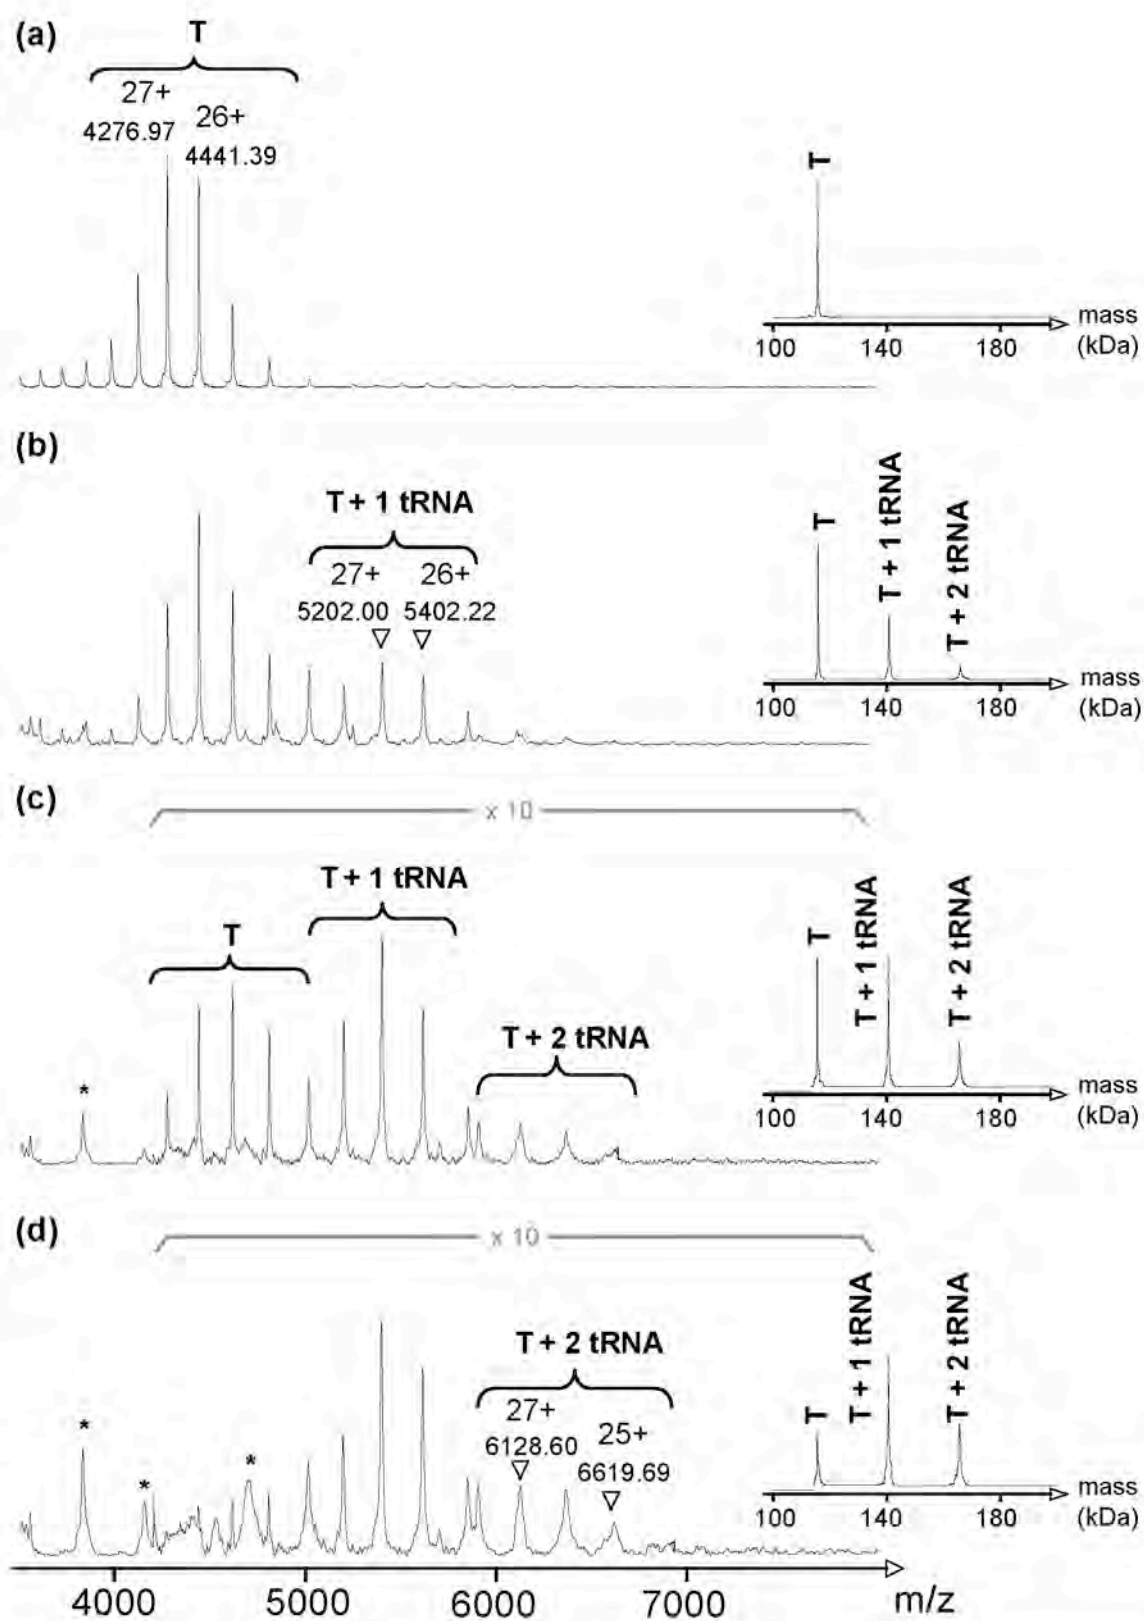 (a)
T
27+
4276.97
26+
4441.39
T
mass
(kDa)
100 140 180
(b)
T + 1 tRNA
27+ 26+
5202.00 5402.22
T
T + 1 tRNA
T + 2 tRNA
mass
(kDa)
100 140 180
(c)
x 10
T
T + 1 tRNA
T + 2 tRNA
*
T
T + 1 tRNA
T + 2 tRNA
mass
(kDa)
100 140 180
(d)
x 10
T + 2 tRNA
27+
6128.60
25+
6619.69
* * *
T
T + 1 tRNA
T + 2 tRNA
mass
(kDa)
100 140 180
4000 5000 6000 7000 m/z